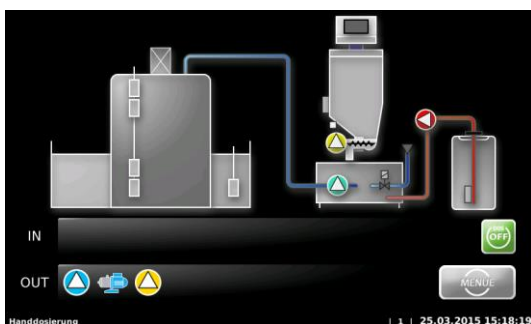 IN
OFF
OUT
MENUE
Handdosierung
| 1 | 25.03.2015 15:18:19